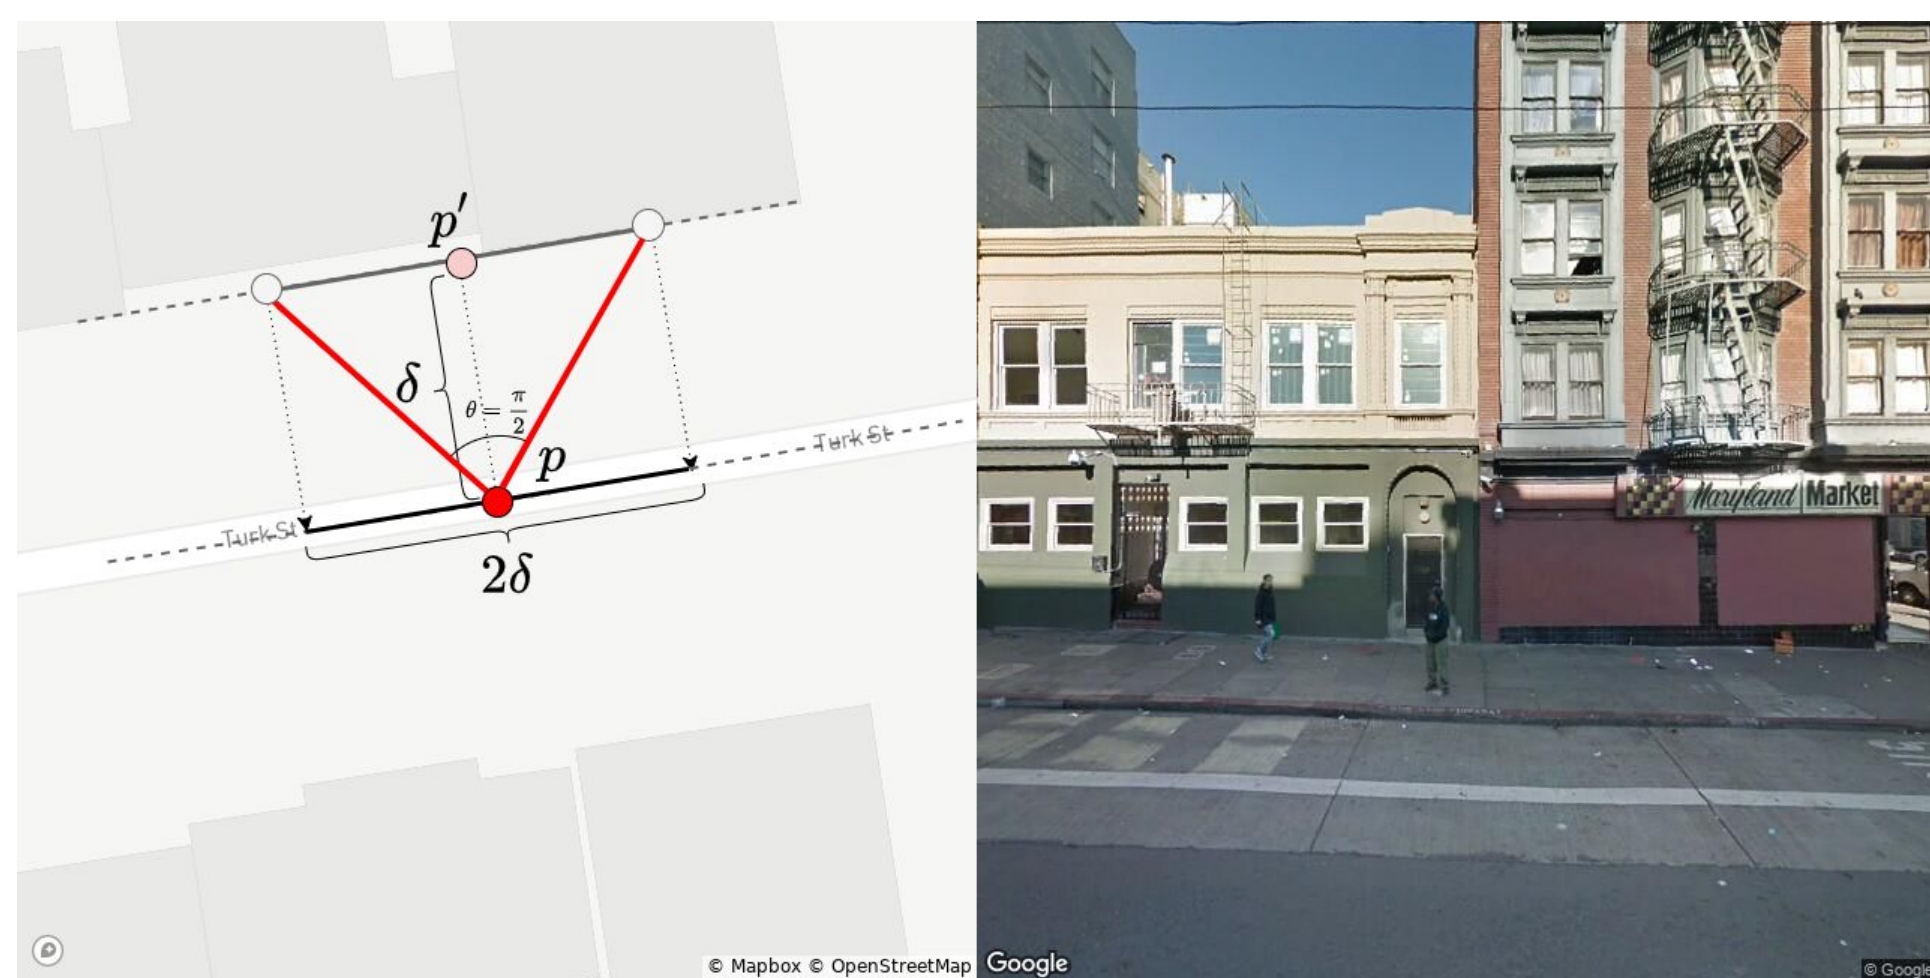 p′
δ
θ = π/2
p
Turk St
Turk St
2δ
© Mapbox © OpenStreetMap
Maryland Market
Google
© Google